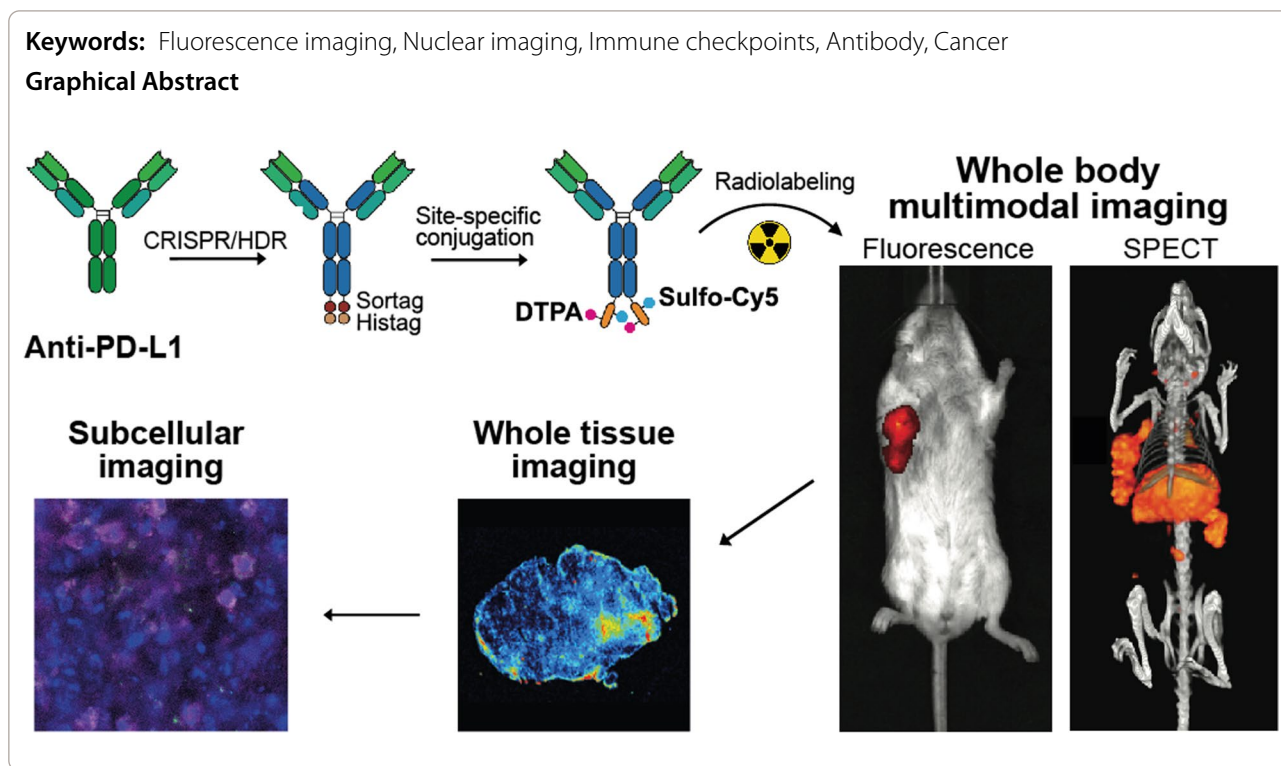 Keywords: Fluorescence imaging, Nuclear imaging, Immune checkpoints, Antibody, Cancer
Graphical Abstract
Anti-PD-L1
CRISPR/HDR
Sortag
Histag
Site-specific
conjugation
DTPA
Sulfo-Cy5
Radiolabeling
Whole body
multimodal imaging
Fluorescence
SPECT
Subcellular
imaging
Whole tissue
imaging